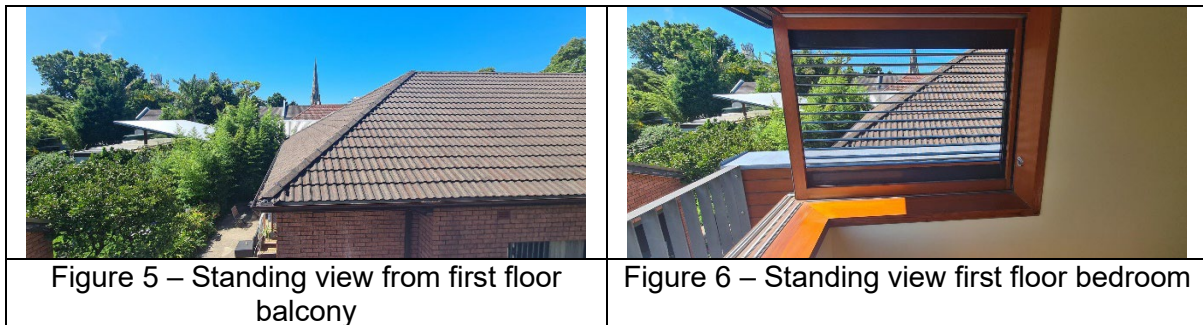 Figure 5 – Standing view from first floor
balcony
Figure 6 – Standing view first floor bedroom